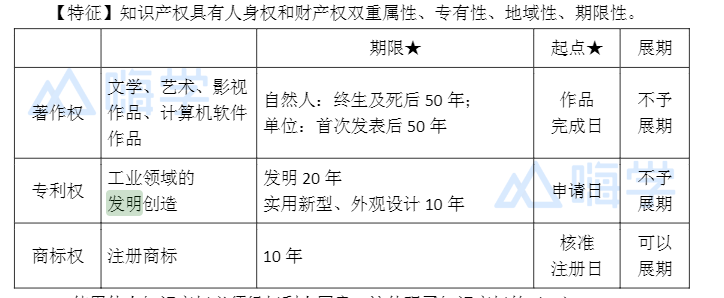 【特征】知识产权具有人身权和财产权双重属性、专有性、地域性、期限性。
期限★ 起点★ 展期
著作权 文学、艺术、影视作品、计算机软件作品 自然人：终生及死后 50 年；单位：首次发表后 50 年 作品完成日 不予展期
专利权 工业领域的发明创造 发明 20 年 实用新型、外观设计 10 年 申请日 不予展期
商标权 注册商标 10 年 核准注册日 可以展期
嗨学
嗨学